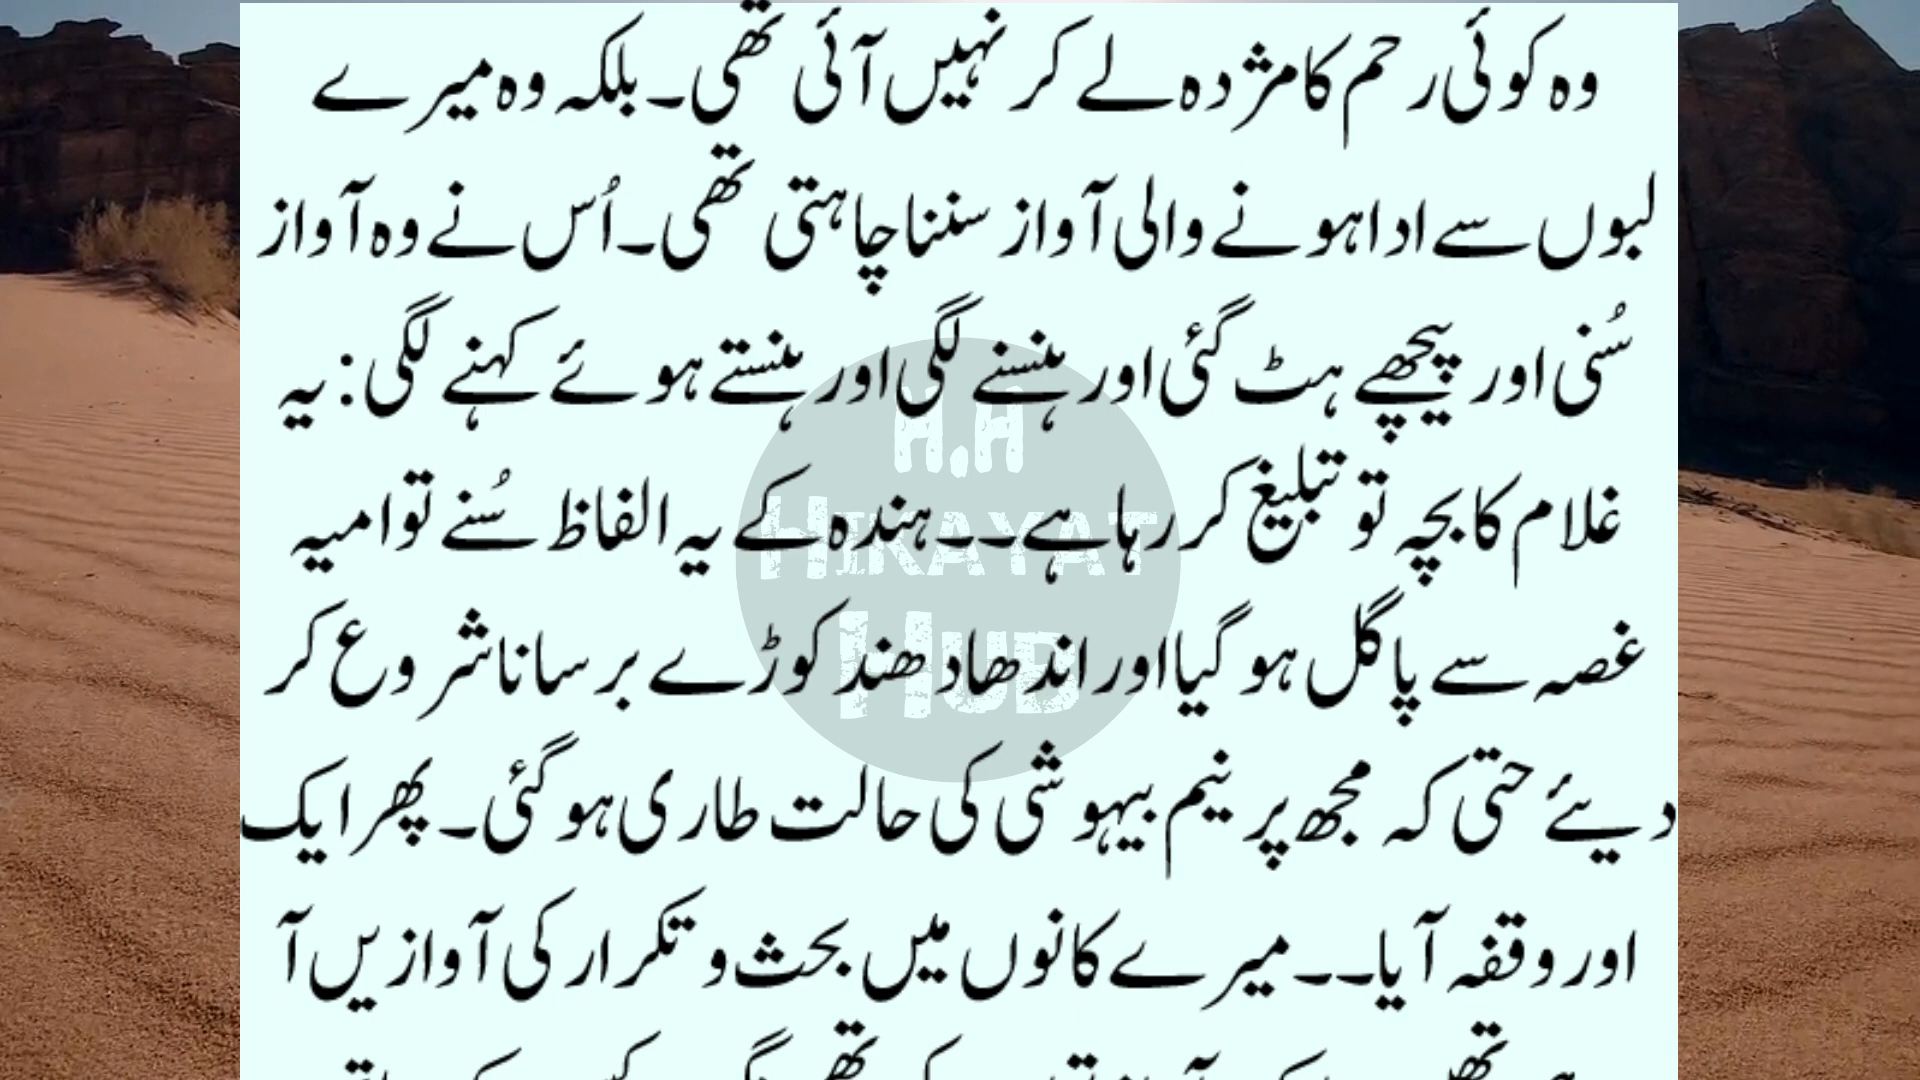 وہ کوئی رحم کا مژدہ لے کر نہیں آئی تھی۔ بلکہ وہ میرے
لبوں سے ادا ہونے والی آواز سننا چاہتی تھی۔ اُس نے وہ آواز
سُنی اور پیچھے ہٹ گئی اور ہنسنے لگی اور ہنستے ہوئے کہنے لگی: یہ
غلام کا بچہ تو تبلیغ کر رہا ہے۔۔ ہندہ کے یہ الفاظ سُنے تو امیہ
غصہ سے پاگل ہو گیا اور اندھا دھند کوڑے برسانا شروع کر
دیئے حتیٰ کہ مجھ پر نیم بیہوشی کی حالت طاری ہو گئی۔ پھر ایک
اور وقفہ آیا۔۔ میرے کانوں میں بحث و تکرار کی آوازیں آ
H.A
HIKAYAT
HUB